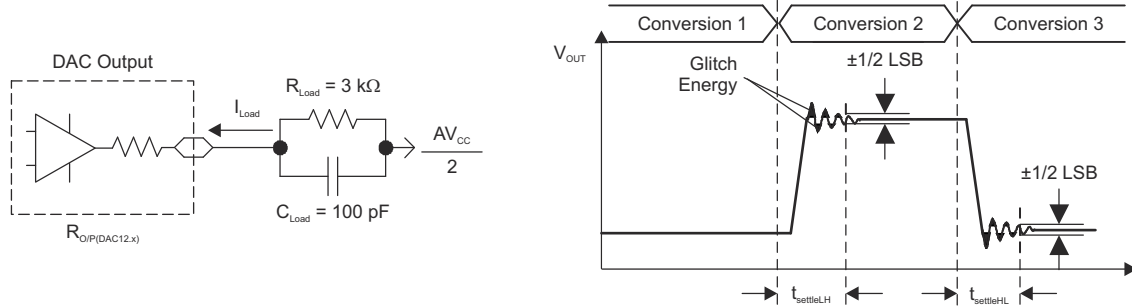 DAC Output
R_Load = 3 kΩ
I_Load
AV_CC
2
C_Load = 100 pF
R_O/P(DAC12.x)
Conversion 1
Conversion 2
Conversion 3
V_OUT
Glitch
Energy
±1/2 LSB
±1/2 LSB
t_settleLH
t_settleHL